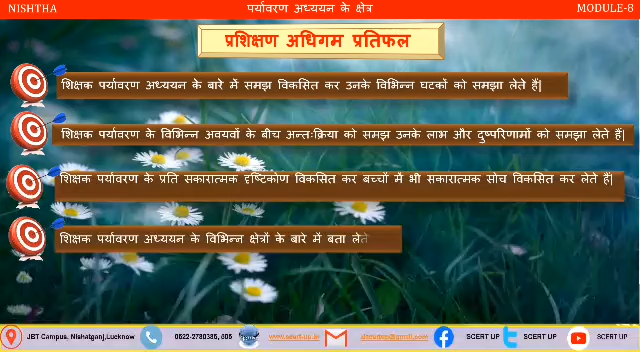 NISHTHA
पर्यावरण अध्ययन के क्षेत्र
MODULE-8
प्रशिक्षण अधिगम प्रतिफल
शिक्षक पर्यावरण अध्ययन के बारे में समझ विकसित कर उनके विभिन्न घटकों को समझा लेते हैं|
शिक्षक पर्यावरण के विभिन्न अवयवों के बीच अन्तःक्रिया को समझ उनके लाभ और दुष्परिणामों को समझा लेते हैं|
शिक्षक पर्यावरण के प्रति सकारात्मक दृष्टिकोण विकसित कर बच्चों में भी सकारात्मक सोच विकसित कर लेते हैं|
शिक्षक पर्यावरण अध्ययन के विभिन्न क्षेत्रों के बारे में बता लेते
JBT Campus, Nishatganj,Lucknow
0522-2780385, 505
SCERT UP
SCERT UP
SCERT UP